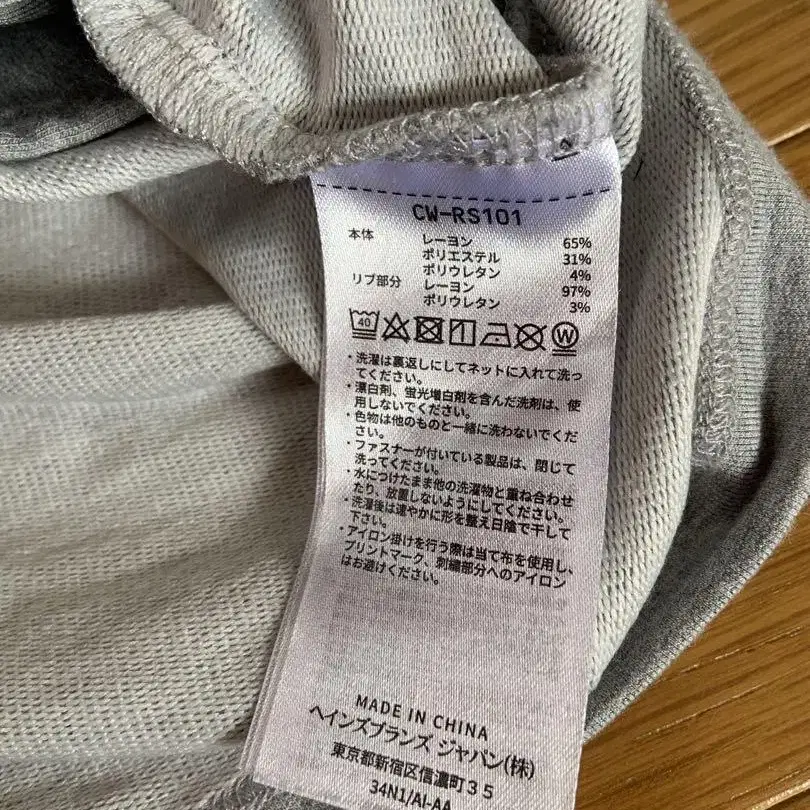 CW-RS101
本体 レーヨン 65%
ポリエステル 31%
ポリウレタン 4%
リブ部分 レーヨン 97%
ポリウレタン 3%
40 W
・洗濯は裏返しにしてネットに入れて洗っ
てください。
・漂白剤、蛍光増白剤を含んだ洗剤は、使
用しないでください。
・色物は他のものと一緒に洗わないでくだ
さい。
・ファスナーが付いている製品は、閉じて
洗ってください。
・水につけたまま他の洗濯物と重ね合わせ
たり、放置しないようにしてください。
・洗濯後は速やかに形を整え日陰で干して
下さい。
・アイロン掛けを行う際は当て布を使用し、
プリントマーク、刺繍部分へのアイロン
はお避けください。
MADE IN CHINA
ヘインズブランズ ジャパン(株)
東京都新宿区信濃町35
34N1/AI-AA